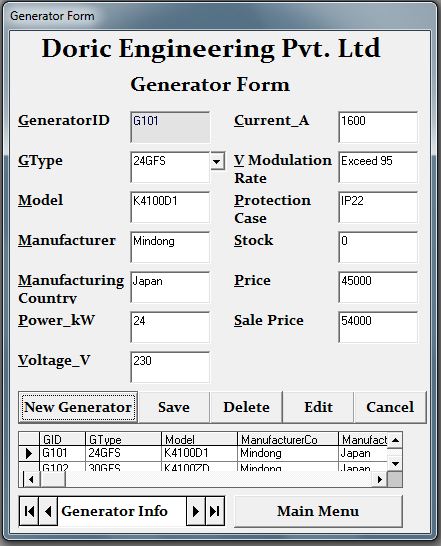 Generator Form
Doric Engineering Pvt. Ltd
Generator Form
GeneratorID G101 Current_A 1600
GType 24GFS V Modulation Rate Exceed 95
Model K4100D1 Protection Case IP22
Manufacturer Mindong Stock 0
Manufacturing Country Japan Price 45000
Power_kW 24 Sale Price 54000
Voltage_V 230
New Generator Save Delete Edit Cancel
GID GType Model ManufacturerCo Manufact
G101 24GFS K4100D1 Mindong Japan
G102 30GFS K4100ZD Mindong Japan
Generator Info Main Menu